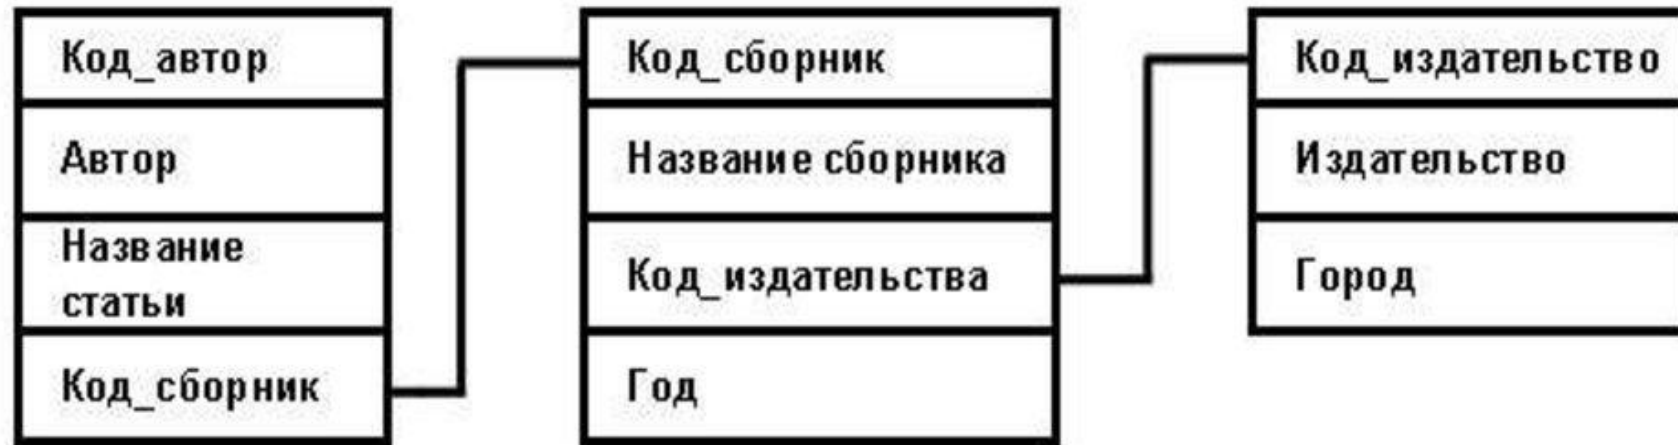 Код_автор
Автор
Название
статьи
Код_сборник
Код_сборник
Название сборника
Код_издательства
Год
Код_издательство
Издательство
Город